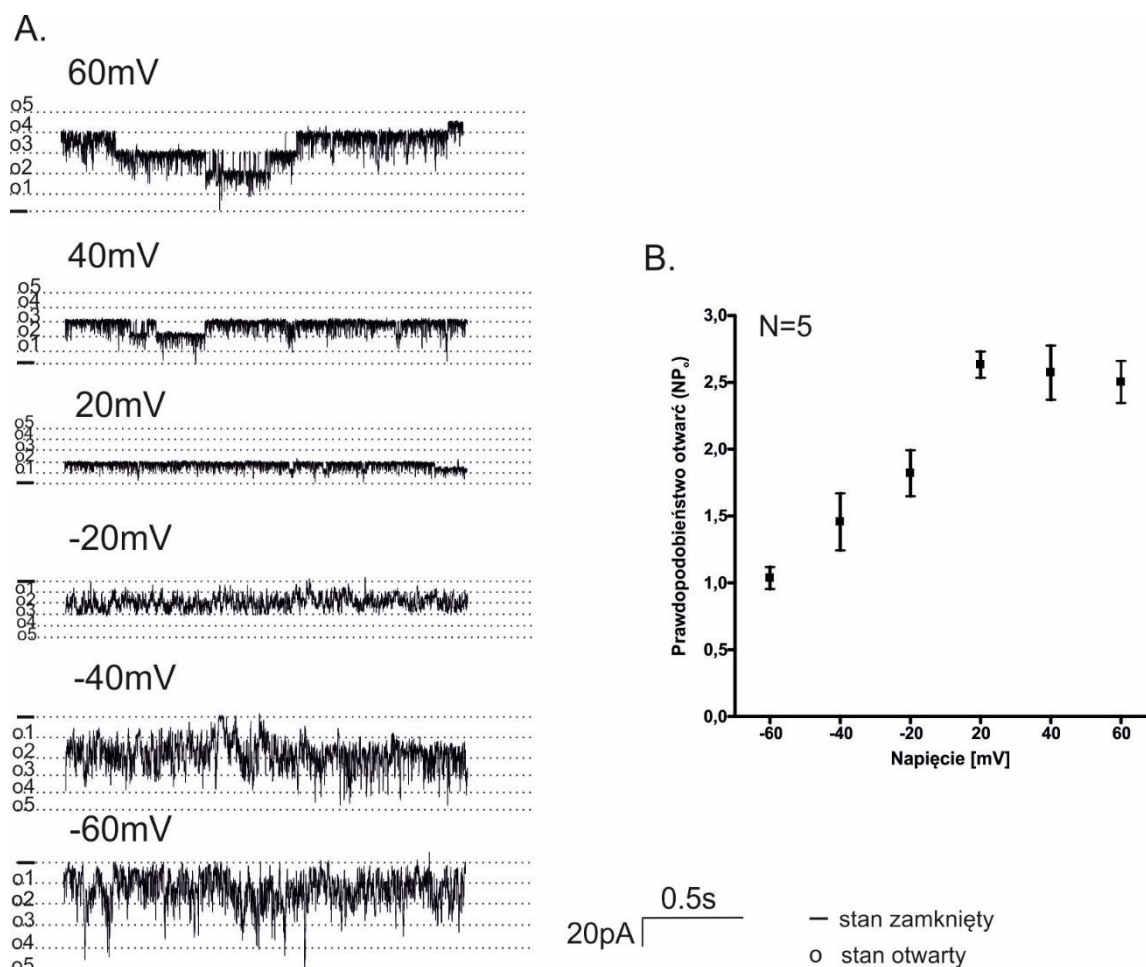 A.
60mV
o5
o4
o3
o2
o1
40mV
o5
o4
o3
o2
o1
20mV
o5
o4
o3
o2
o1
-20mV
o1
o2
o3
o4
o5
-40mV
o1
o2
o3
o4
o5
-60mV
o1
o2
o3
o4
o5
B.
N=5
Prawdopodobieństwo otwarć (NPₒ)
3,0
2,5
2,0
1,5
1,0
0,5
0,0
-60 -40 -20 20 40 60
Napięcie [mV]
0.5s
20pA
stan zamknięty
o stan otwarty